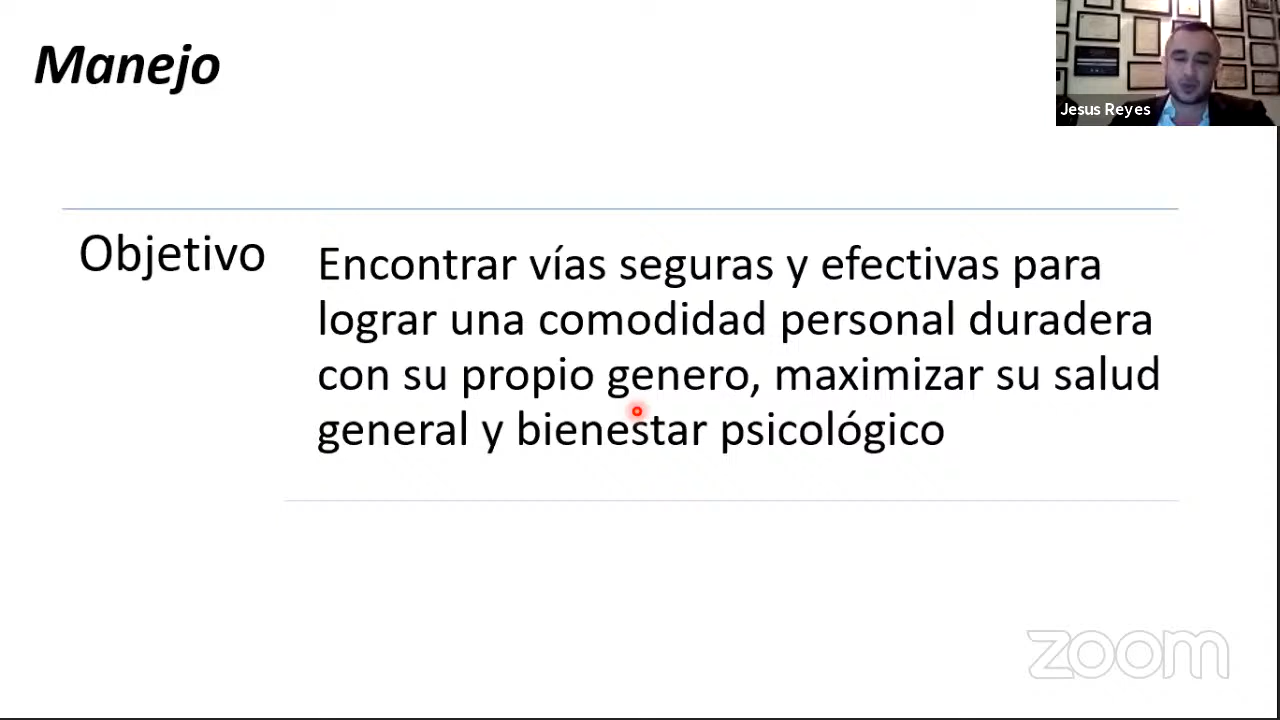 Manejo
Jesus Reyes
Objetivo
Encontrar vías seguras y efectivas para
lograr una comodidad personal duradera
con su propio genero, maximizar su salud
general y bienestar psicológico
zoom